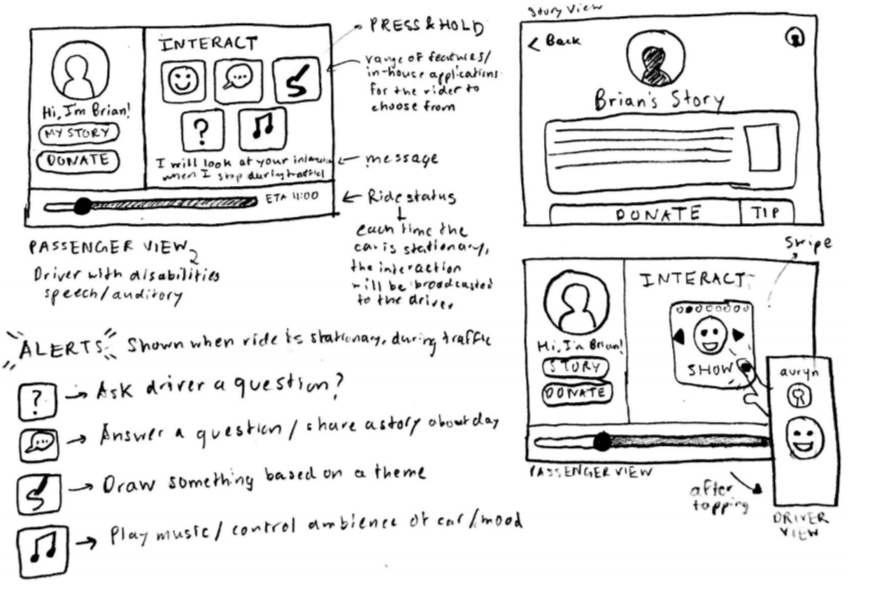 INTERACT
Hi, I'm Brian!
MY STORY
DONATE
?
I will look at your
when I stop during traffic!
ETA 11:00
PRESS & HOLD
range of features/
in-house applications
for the rider to
choose from
message
Ride status
each time the
car is stationary,
the interaction
will be broadcasted
to the driver
PASSENGER VIEW
Driver with disabilities
speech/auditory
ALERTS Shown when ride is stationary, during traffic
? → Ask driver a question?
→ Answer a question / share a story about day
→ Draw something based on a theme
→ Play music / control ambience of car/mood
Story View
< Back
Brian's Story
DONATE TIP
INTERACT
Hi, I'm Brian!
STORY
DONATE
SHOW
PASSENGER VIEW
after
tapping
auryn
DRIVER
VIEW